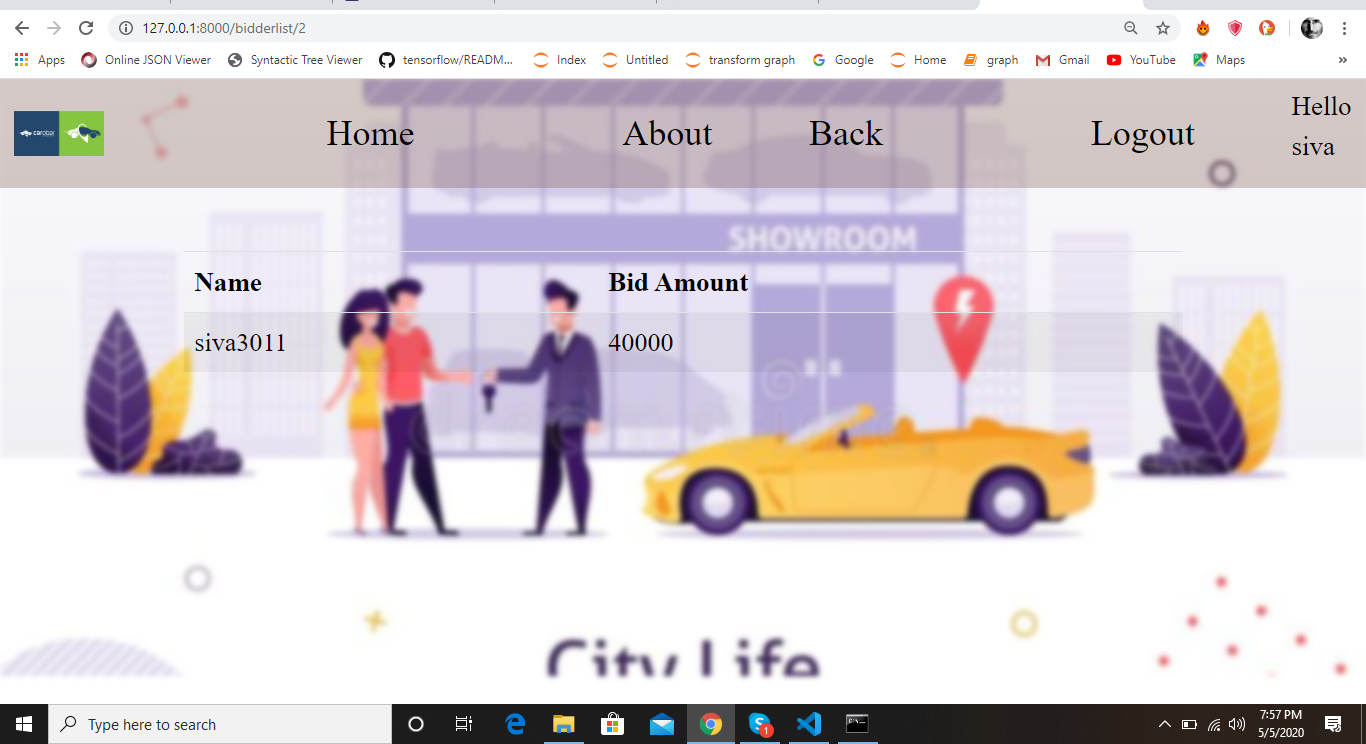 127.0.0.1:8000/bidderlist/2
Apps Online JSON Viewer Syntactic Tree Viewer tensorflow/READM... Index Untitled transform graph Google Home graph Gmail YouTube Maps »
Home About Back Logout Hello siva
SHOWROOM
Name Bid Amount
siva3011 40000
City Life
Type here to search
1
7:57 PM
5/5/2020